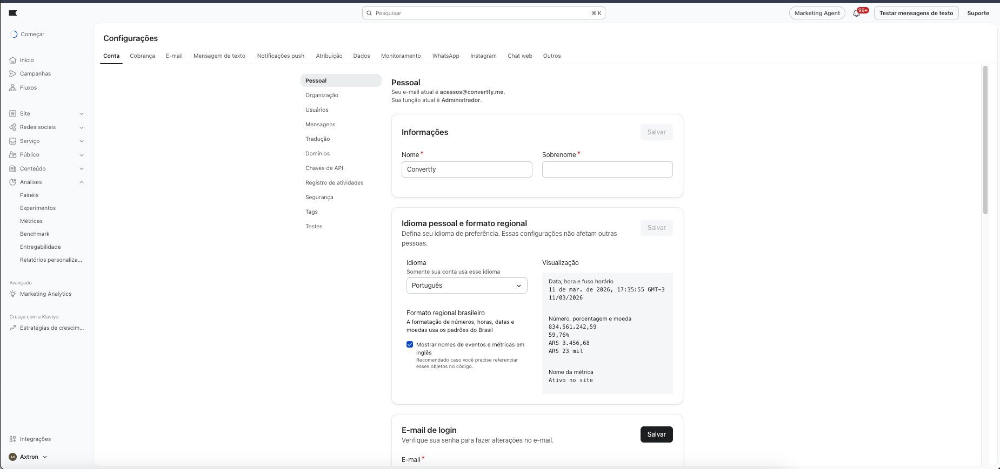 Pesquisar
⌘ K
Marketing Agent
99+
Testar mensagens de texto
Suporte
Começar
Início
Campanhas
Fluxos
Site
Redes sociais
Serviço
Público
Conteúdo
Análises
Painéis
Experimentos
Métricas
Benchmark
Entregabilidade
Relatórios personaliza...
Avançado
Marketing Analytics
Cresça com a Klaviyo
Estratégias de crescim...
Integrações
AX
Axtron
Configurações
Conta
Cobrança
E-mail
Mensagem de texto
Notificações push
Atribuição
Dados
Monitoramento
WhatsApp
Instagram
Chat web
Outros
Pessoal
Organização
Usuários
Mensagens
Tradução
Domínios
Chaves de API
Registro de atividades
Segurança
Tags
Testes
Pessoal
Seu e-mail atual é acessos@convertfy.me.
Sua função atual é Administrador.
Informações
Salvar
Nome*
Convertfy
Sobrenome*
Idioma pessoal e formato regional
Salvar
Defina seu idioma de preferência. Essas configurações não afetam outras
pessoas.
Idioma
Somente sua conta usa esse idioma
Português
Formato regional brasileiro
A formatação de números, horas, datas e
moedas usa os padrões do Brasil
Mostrar nomes de eventos e métricas em
inglês
Recomendado caso você precise referenciar
esses objetos no código.
Visualização
Data, hora e fuso horário
11 de mar. de 2026, 17:35:55 GMT-3
11/03/2026
Número, porcentagem e moeda
834.561.242,59
59,76%
ARS 3.456,68
ARS 23 mil
Nome da métrica
Ativo no site
E-mail de login
Salvar
Verifique sua senha para fazer alterações no e-mail.
E-mail*